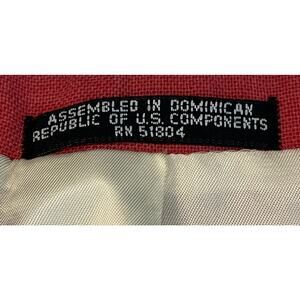 ASSEMBLED IN DOMINICAN
REPUBLIC OF U.S. COMPONENTS
RN 51804